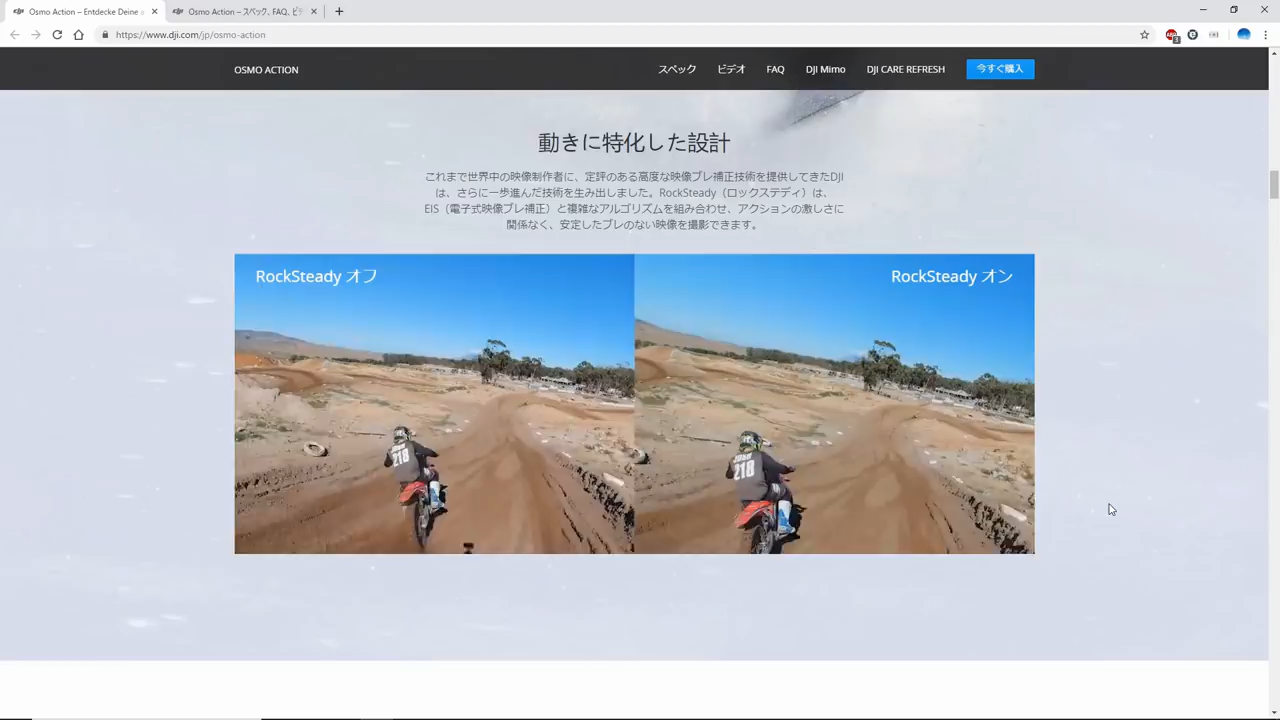 Osmo Action – Entdecke Deine a
Osmo Action – スペック、FAQ、ビデ
https://www.dji.com/jp/osmo-action
OSMO ACTION
スペック
ビデオ
FAQ
DJI Mimo
DJI CARE REFRESH
今すぐ購入
動きに特化した設計
これまで世界中の映像制作者に、定評のある高度な映像ブレ補正技術を提供してきたDJI
は、さらに一歩進んだ技術を生み出しました。RockSteady（ロックステディ）は、
EIS（電子式映像ブレ補正）と複雑なアルゴリズムを組み合わせ、アクションの激しさに
関係なく、安定したブレのない映像を撮影できます。
RockSteady オフ
RockSteady オン
218
218